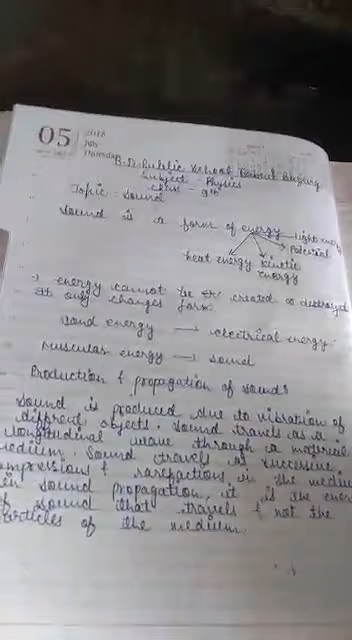 05
2018
July
Thursday
R.D. Public School
Subject - Physics
Class - 9th
Topic - Sound
Sound is a form of energy light energy
Potential
heat energy kinetic
energy
→ energy cannot be created or destroyed
It only changes form.
Sound energy → electrical energy
Muscular energy → sound
Production & propagation of sound:
Sound is produced due to vibration of
different objects. Sound travels as a
longitudinal wave through a material
medium. Sound travels as successive
compressions & rarefactions in the medium
in sound propagation, it is the energy
of sound that travels & not the
particles of the medium.